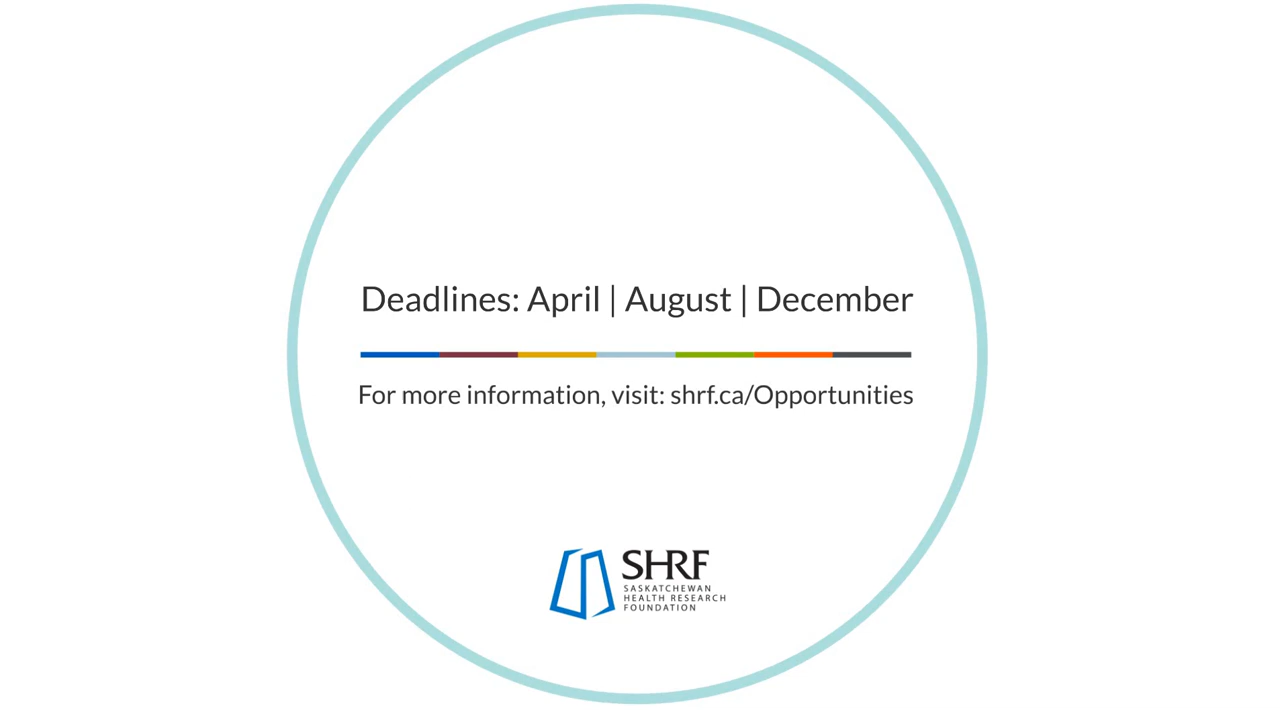 Deadlines: April | August | December
For more information, visit: shrf.ca/Opportunities
SHRF
SASKATCHEWAN
HEALTH RESEARCH
FOUNDATION